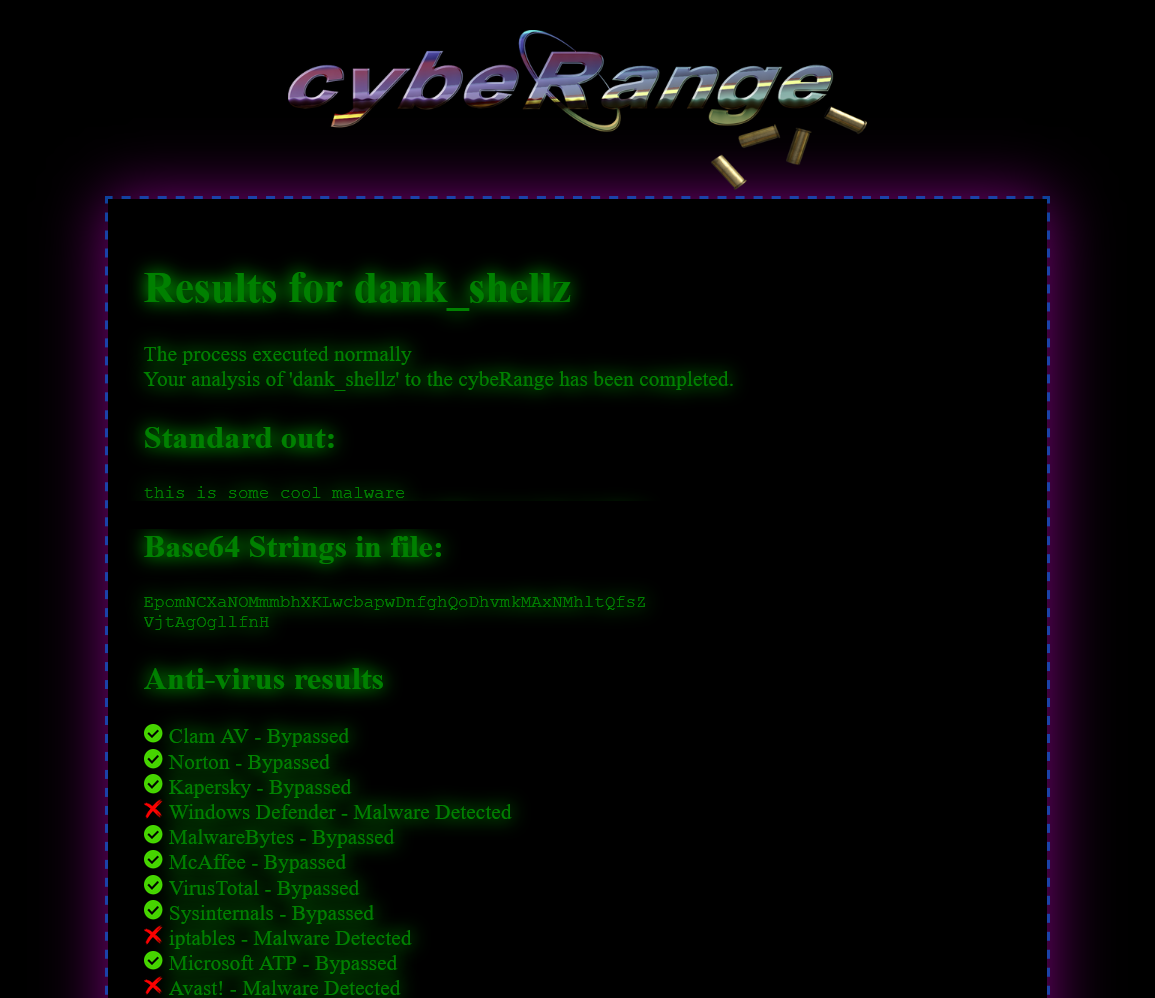 cybeRange
Results for dank_shellz
The process executed normally
Your analysis of 'dank_shellz' to the cybeRange has been completed.
Standard out:
this is some cool malware
Base64 Strings in file:
EpomNCXaNOMmmbhXKLwcbapwDnfghQoDhvmkMAxNMhltQfsZ
VjtAgOgllfnH
Anti-virus results
Clam AV - Bypassed
Norton - Bypassed
Kapersky - Bypassed
Windows Defender - Malware Detected
MalwareBytes - Bypassed
McAffee - Bypassed
VirusTotal - Bypassed
Sysinternals - Bypassed
iptables - Malware Detected
Microsoft ATP - Bypassed
Avast! - Malware Detected